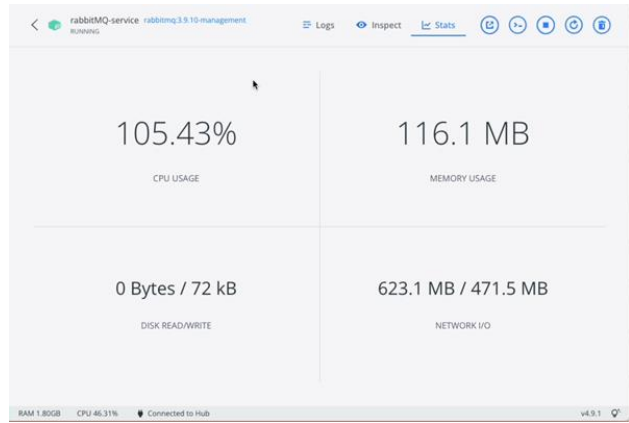 rabbitMQ-service rabbitmq:3.9.10-management
RUNNING
Logs
Inspect
Stats
105.43%
CPU USAGE
116.1 MB
MEMORY USAGE
0 Bytes / 72 kB
DISK READ/WRITE
623.1 MB / 471.5 MB
NETWORK I/O
RAM 1.80GB CPU 46.31% Connected to Hub v4.9.1